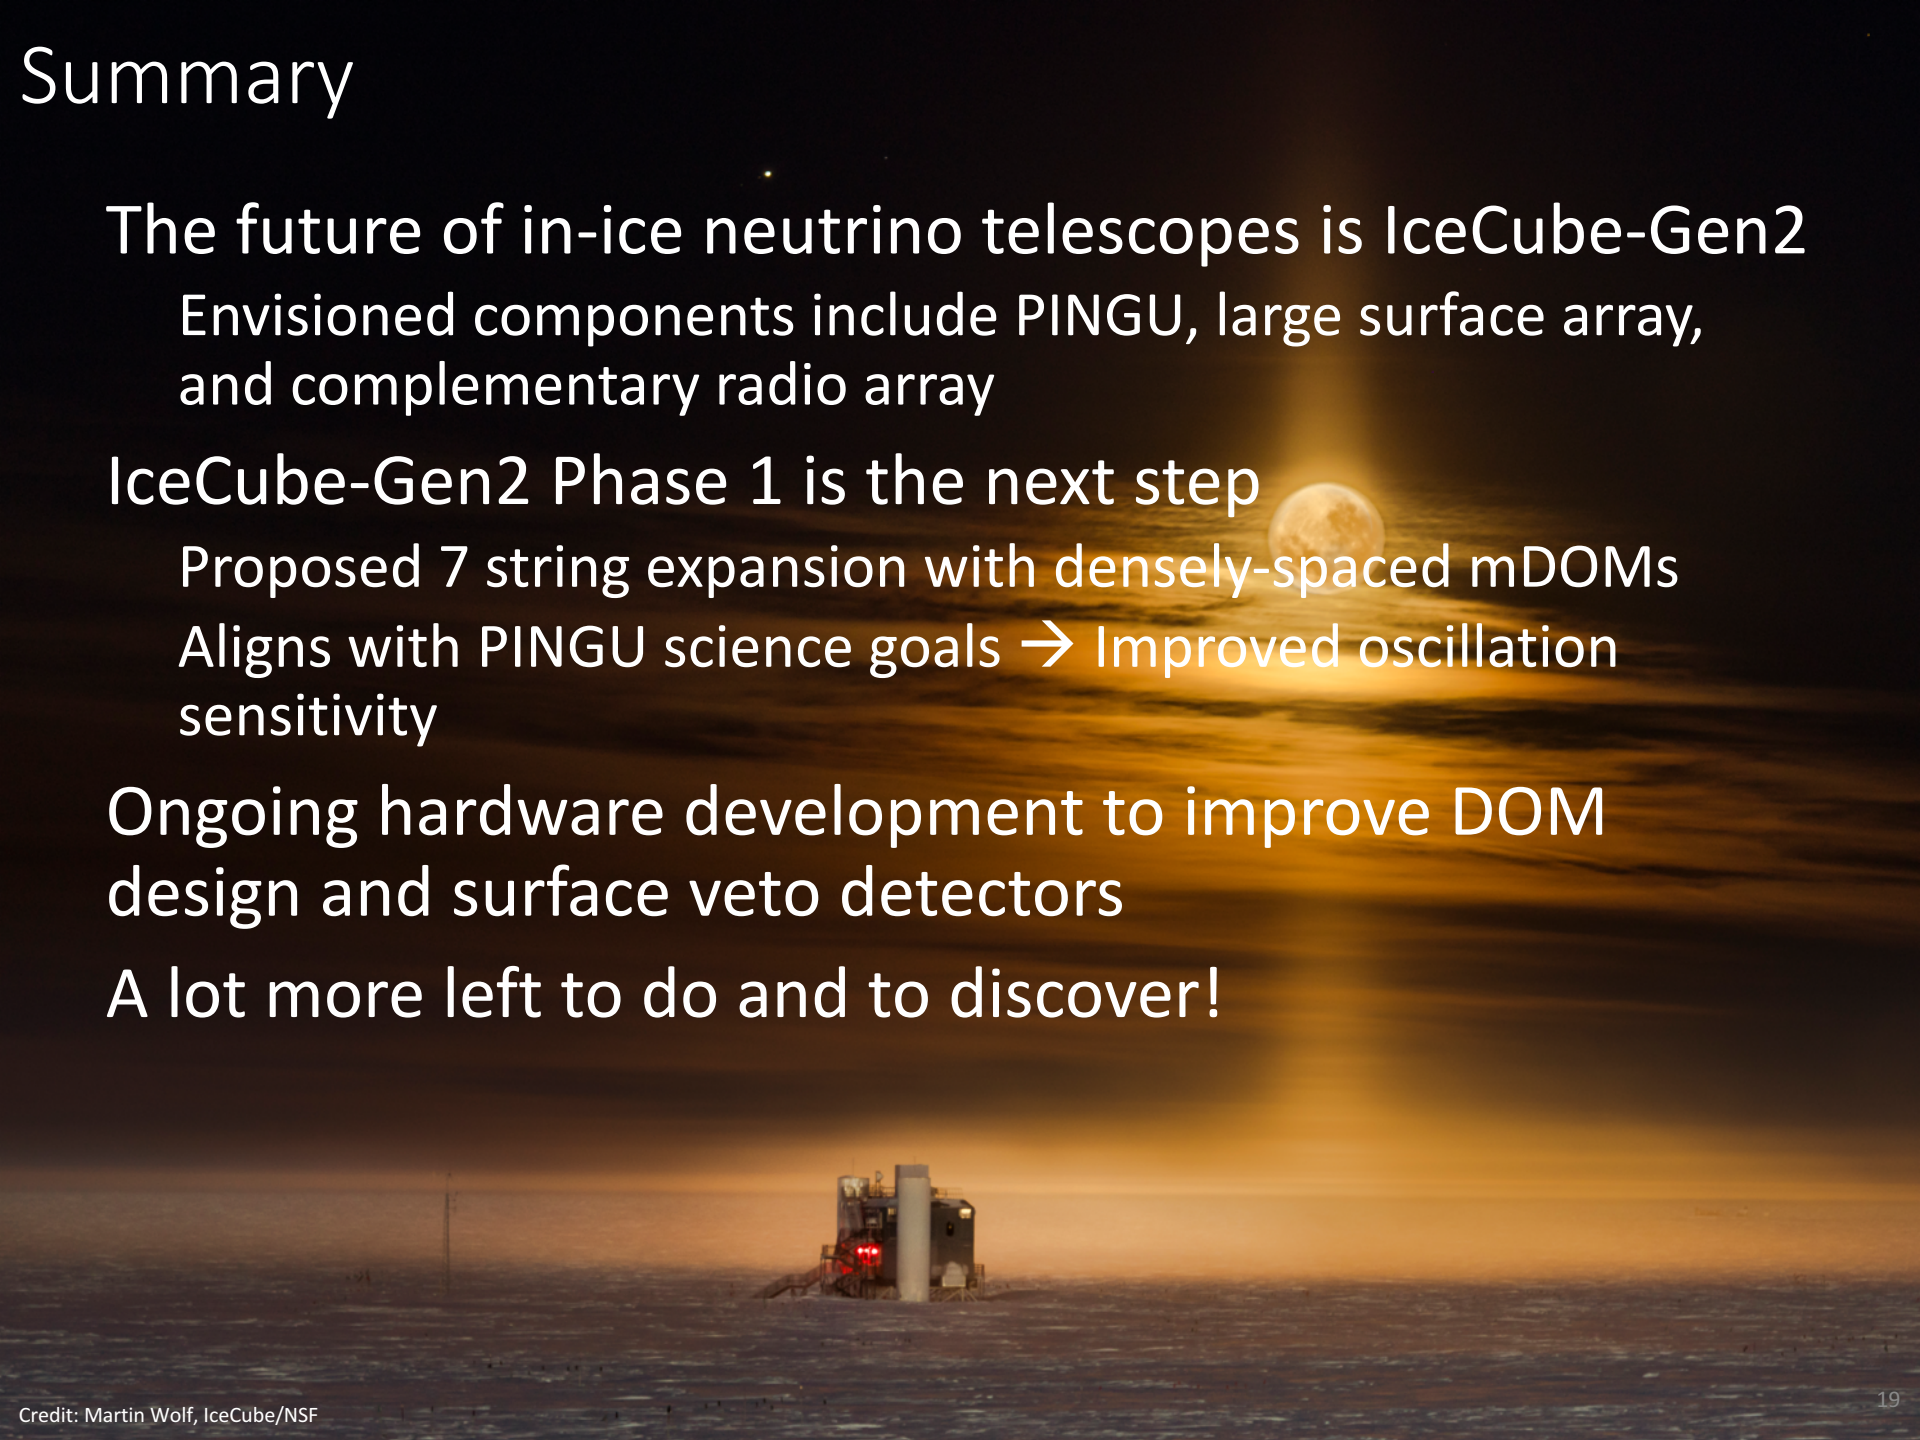 Summary
The future of in-ice neutrino telescopes is IceCube-Gen2
Envisioned components include PINGU, large surface array,
and complementary radio array
IceCube-Gen2 Phase 1 is the next step
Proposed 7 string expansion with densely-spaced mDOMs
Aligns with PINGU science goals → Improved oscillation
sensitivity
Ongoing hardware development to improve DOM
design and surface veto detectors
A lot more left to do and to discover!
Credit: Martin Wolf, IceCube/NSF
19